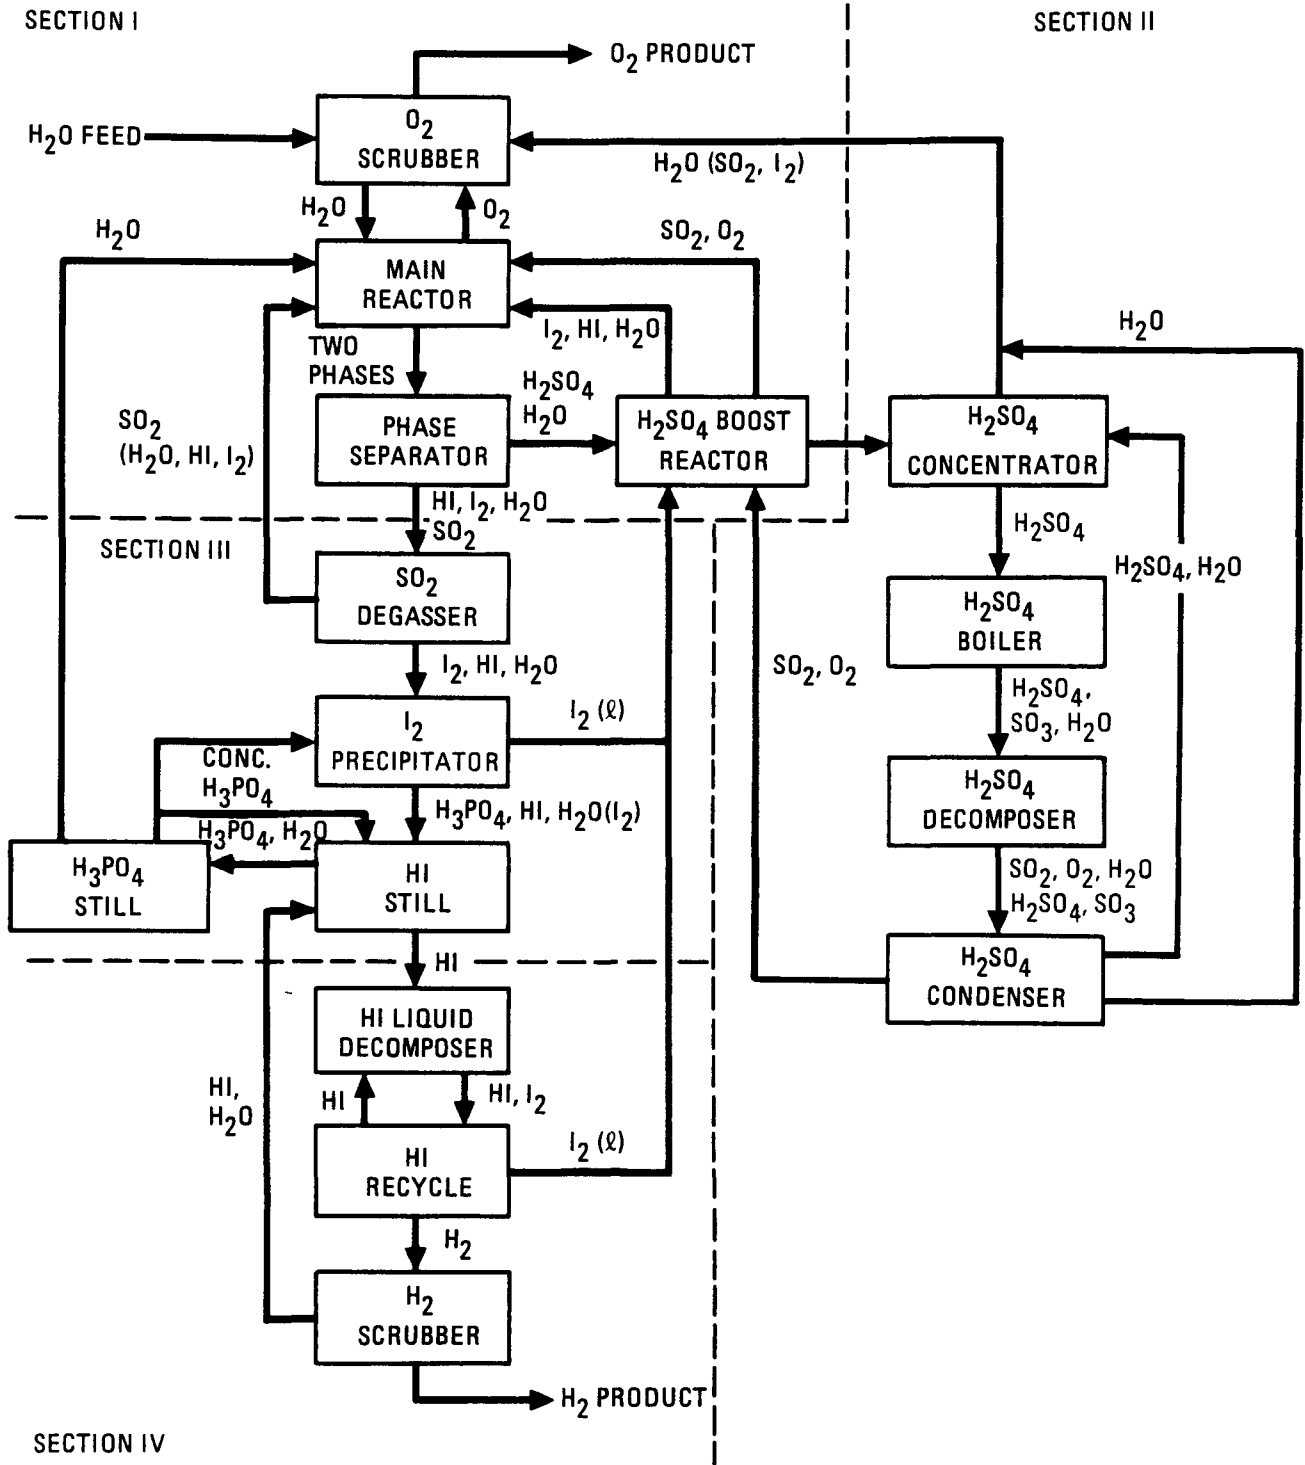 SECTION I
SECTION II
O2 PRODUCT
O2
SCRUBBER
H2O FEED
H2O (SO2, I2)
H2O
O2
H2O
SO2, O2
MAIN
REACTOR
I2, HI, H2O
H2O
TWO
PHASES
H2SO4
H2O
SO2
(H2O, HI, I2)
PHASE
SEPARATOR
H2SO4 BOOST
REACTOR
H2SO4
CONCENTRATOR
HI, I2, H2O
SO2
SECTION III
H2SO4
H2SO4, H2O
SO2
DEGASSER
H2SO4
BOILER
I2, HI, H2O
SO2, O2
H2SO4,
SO3, H2O
I2 (ℓ)
I2
PRECIPITATOR
CONC.
H3PO4
H3PO4, HI, H2O(I2)
H2SO4
DECOMPOSER
H3PO4, H2O
H3PO4
STILL
HI
STILL
SO2, O2, H2O
H2SO4, SO3
HI
H2SO4
CONDENSER
HI LIQUID
DECOMPOSER
HI,
H2O
HI
HI, I2
I2 (ℓ)
HI
RECYCLE
H2
H2
SCRUBBER
H2 PRODUCT
SECTION IV